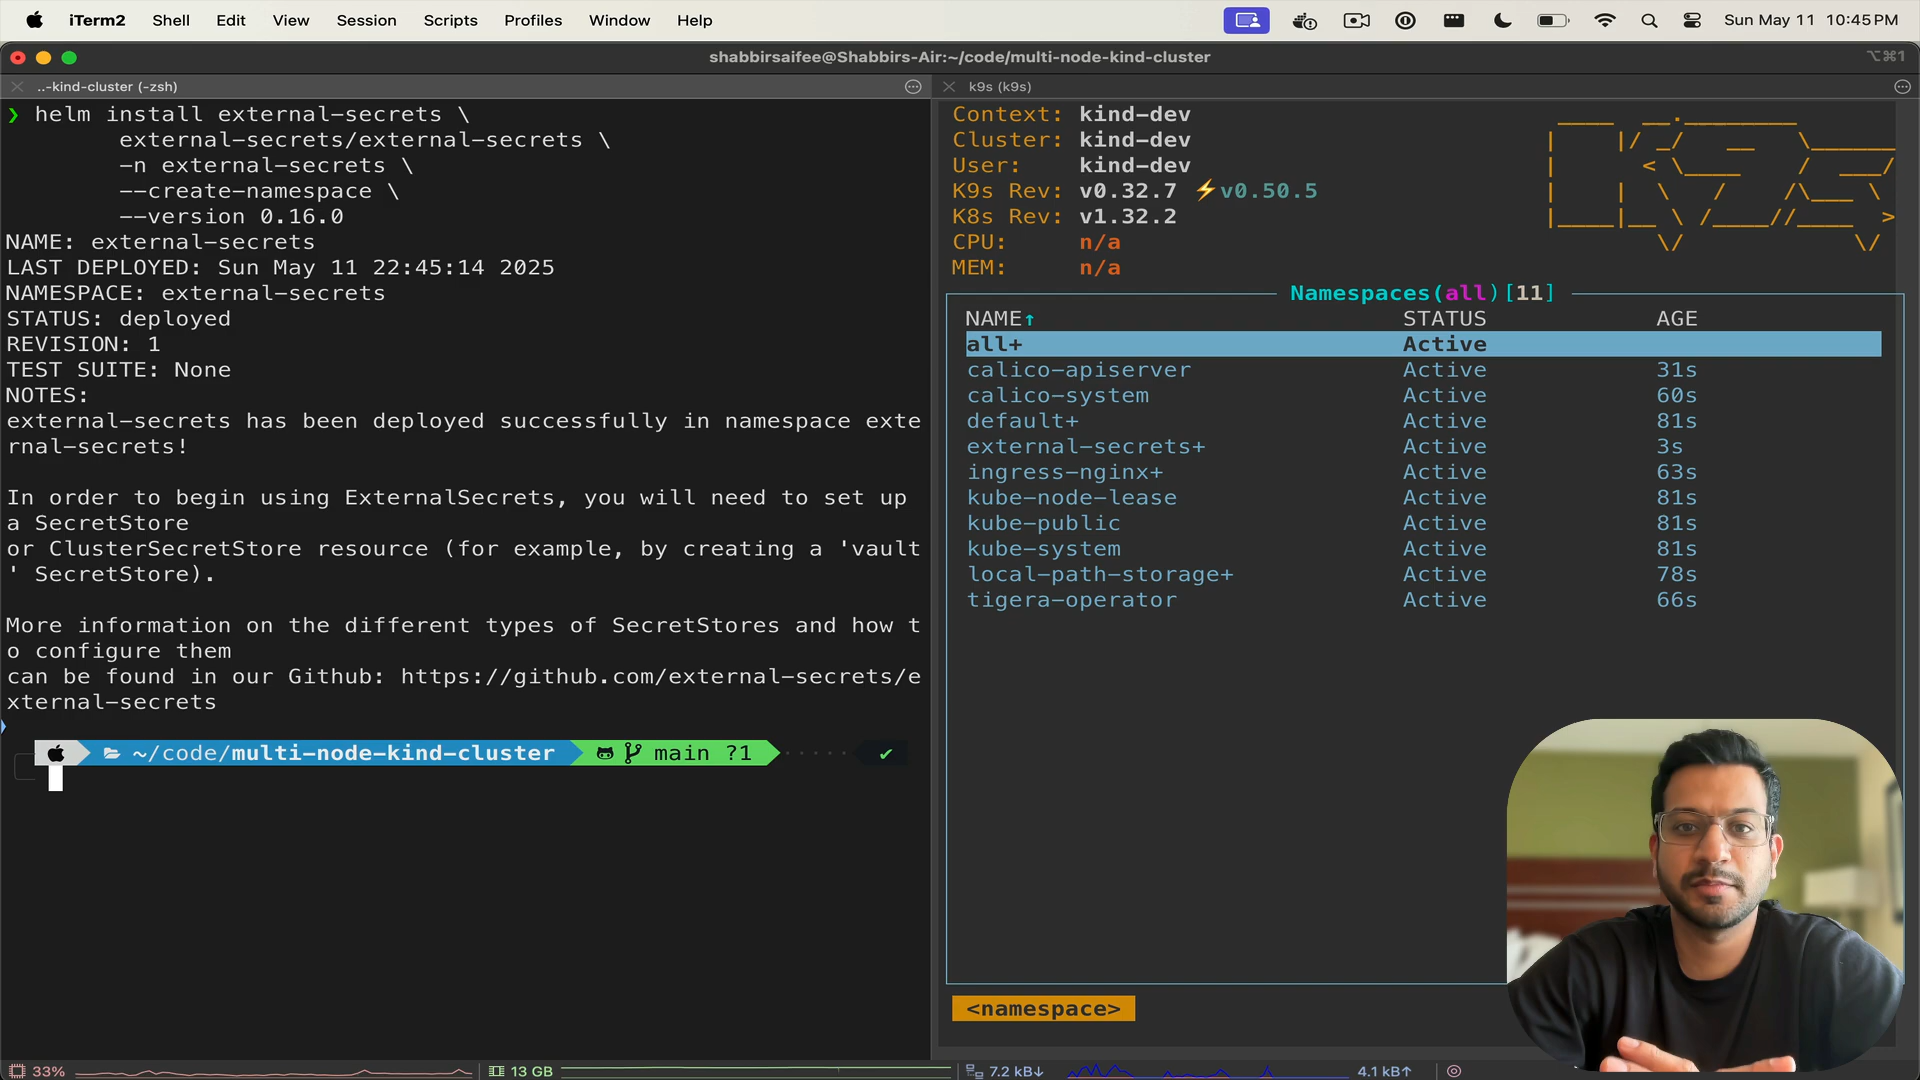 iTerm2 Shell Edit View Session Scripts Profiles Window Help Sun May 11 10:45 PM
shabbirsaifee@Shabbirs-Air:~/code/multi-node-kind-cluster ⌥⌘1
..-kind-cluster (-zsh)
❯ helm install external-secrets \
external-secrets/external-secrets \
-n external-secrets \
--create-namespace \
--version 0.16.0
NAME: external-secrets
LAST DEPLOYED: Sun May 11 22:45:14 2025
NAMESPACE: external-secrets
STATUS: deployed
REVISION: 1
TEST SUITE: None
NOTES:
external-secrets has been deployed successfully in namespace exte
rnal-secrets!
In order to begin using ExternalSecrets, you will need to set up
a SecretStore
or ClusterSecretStore resource (for example, by creating a 'vault
' SecretStore).
More information on the different types of SecretStores and how t
o configure them
can be found in our Github: https://github.com/external-secrets/e
xternal-secrets
~/code/multi-node-kind-cluster main ?1 ····· ✔
k9s (k9s)
Context: kind-dev
Cluster: kind-dev
User: kind-dev
K9s Rev: v0.32.7 ⚡v0.50.5
K8s Rev: v1.32.2
CPU: n/a
MEM: n/a
Namespaces(all)[11]
NAME↑ STATUS AGE
all+ Active
calico-apiserver Active 31s
calico-system Active 60s
default+ Active 81s
external-secrets+ Active 3s
ingress-nginx+ Active 63s
kube-node-lease Active 81s
kube-public Active 81s
kube-system Active 81s
local-path-storage+ Active 78s
tigera-operator Active 66s
<namespace>
33% 13 GB 7.2 kB↓ 4.1 kB↑